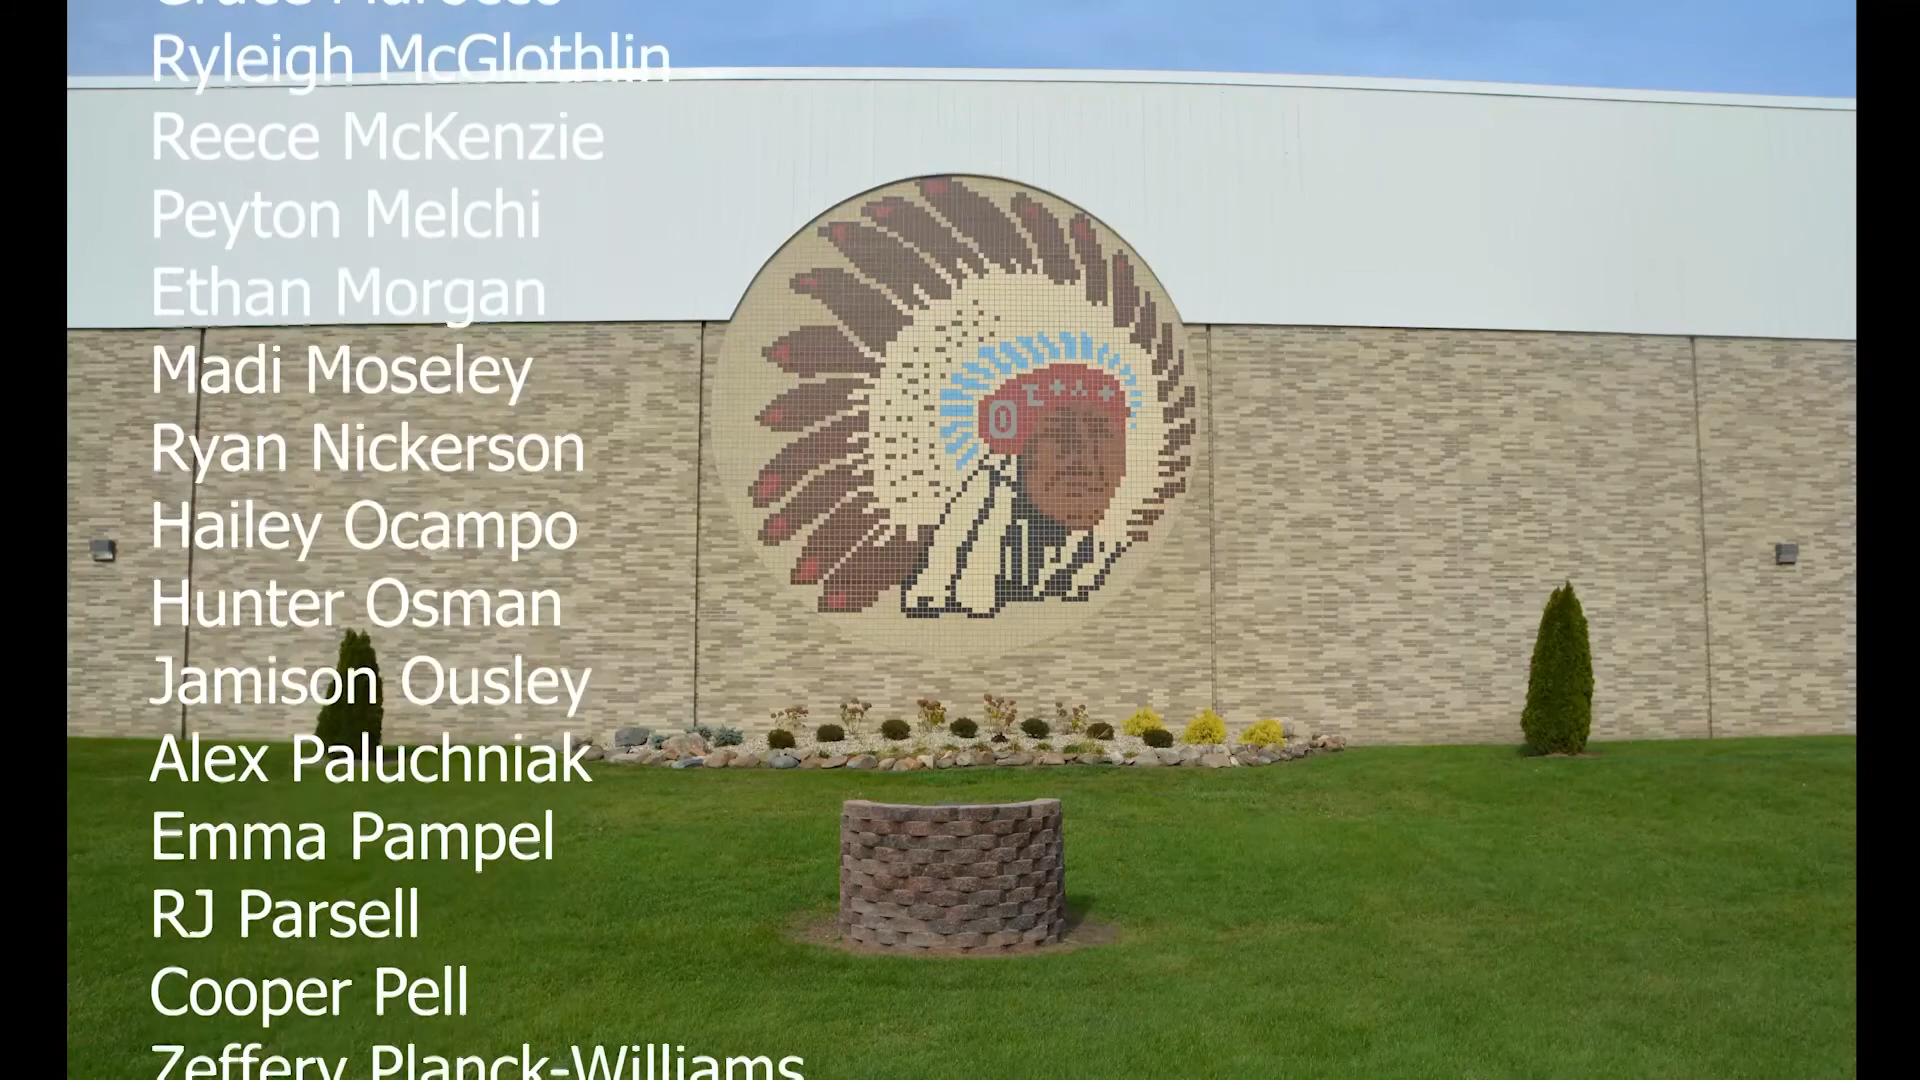 Ryleigh McGlothlin
Reece McKenzie
Peyton Melchi
Ethan Morgan
Madi Moseley
Ryan Nickerson
Hailey Ocampo
Hunter Osman
Jamison Ousley
Alex Paluchniak
Emma Pampel
RJ Parsell
Cooper Pell
Zeffery Planck-Williams